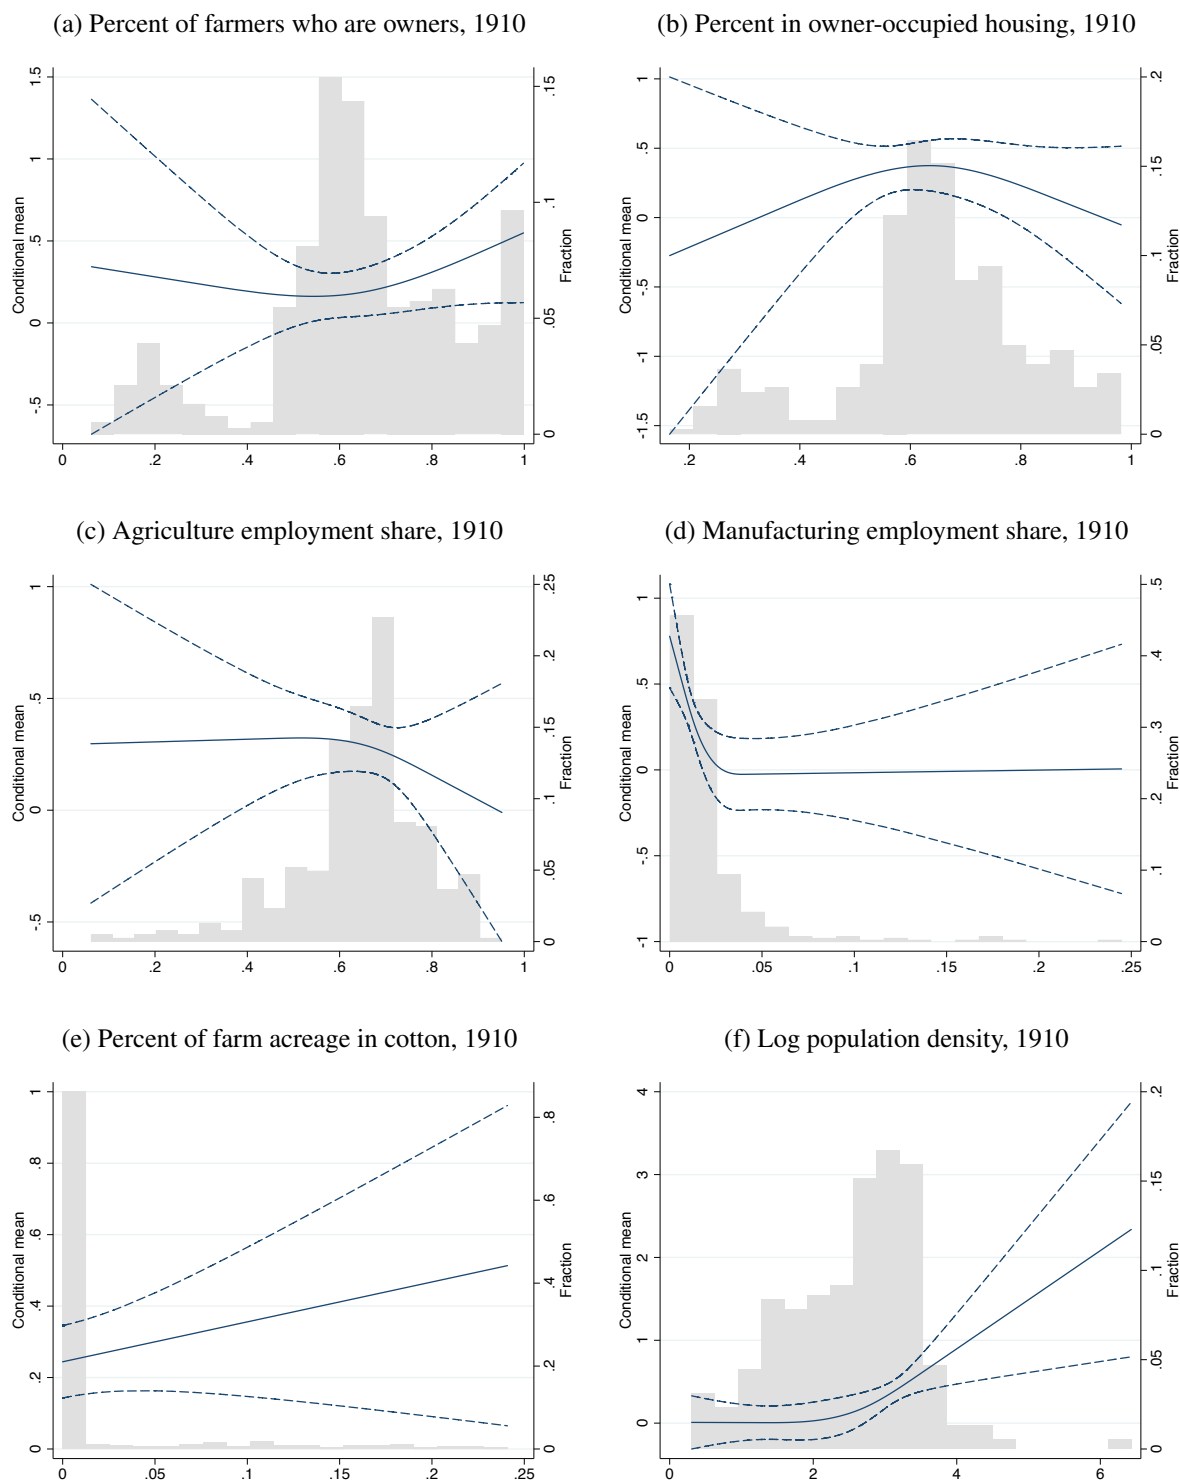 (a) Percent of farmers who are owners, 1910
(b) Percent in owner-occupied housing, 1910
Conditional mean
-.5 0 .5 1 1.5
Fraction
0 .05 .1 .15
0 .2 .4 .6 .8 1
Conditional mean
-1.5 -1 -.5 0 .5 1
Fraction
0 .05 .1 .15 .2
.2 .4 .6 .8 1
(c) Agriculture employment share, 1910
(d) Manufacturing employment share, 1910
Conditional mean
-.5 0 .5 1
Fraction
0 .05 .1 .15 .2 .25
0 .2 .4 .6 .8 1
Conditional mean
-1 -.5 0 .5 1
Fraction
0 .1 .2 .3 .4 .5
0 .05 .1 .15 .2 .25
(e) Percent of farm acreage in cotton, 1910
(f) Log population density, 1910
Conditional mean
0 .2 .4 .6 .8 1
Fraction
0 .2 .4 .6 .8
0 .05 .1 .15 .2 .25
Conditional mean
0 1 2 3 4
Fraction
0 .05 .1 .15 .2
0 2 4 6